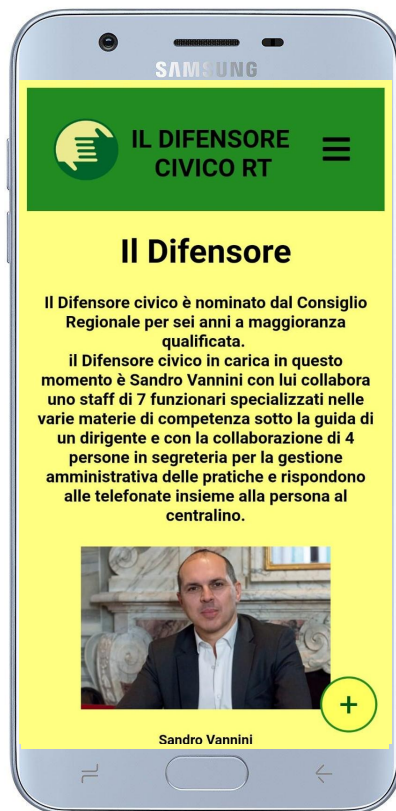 SAMSUNG
IL DIFENSORE
CIVICO RT
Il Difensore
Il Difensore civico è nominato dal Consiglio
Regionale per sei anni a maggioranza
qualificata.
il Difensore civico in carica in questo
momento è Sandro Vannini con lui collabora
uno staff di 7 funzionari specializzati nelle
varie materie di competenza sotto la guida di
un dirigente e con la collaborazione di 4
persone in segreteria per la gestione
amministrativa delle pratiche e rispondono
alle telefonate insieme alla persona al
centralino.
+
Sandro Vannini